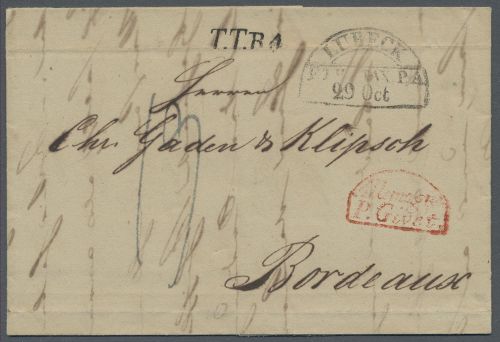 T.T.R.4
LUBECK
29 Oct
Herren
Chr. Gaden & Klipsch
P. Givet
Bordeaux